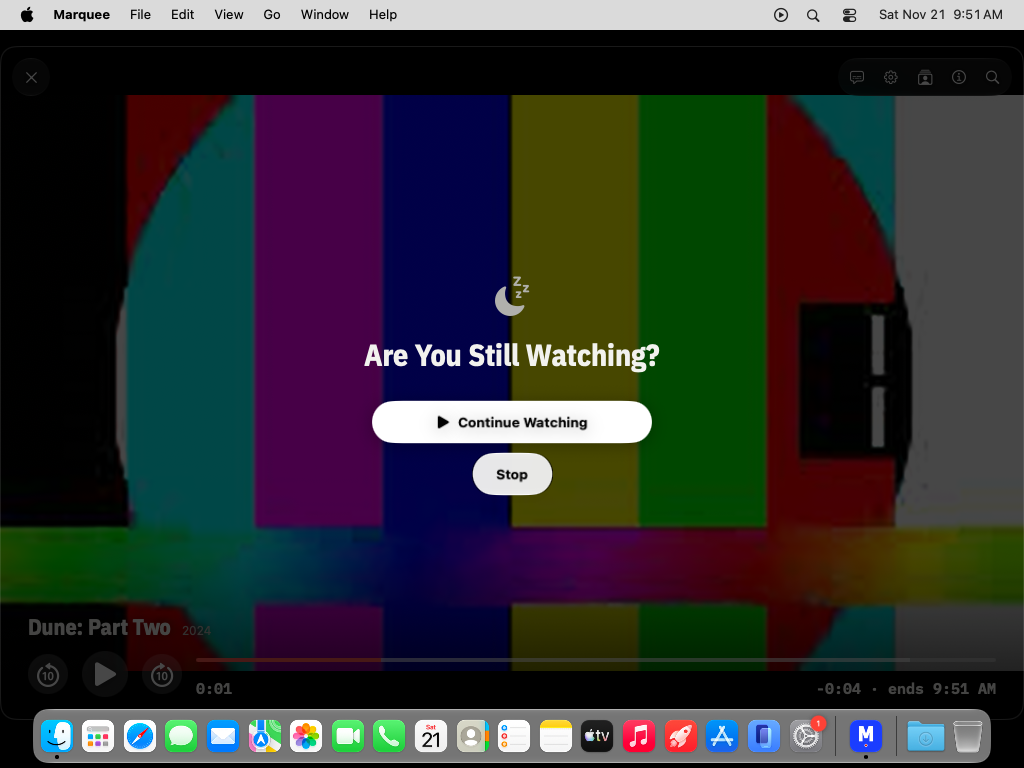 Marquee File Edit View Go Window Help Sat Nov 21 9:51 AM
z
z
z
Are You Still Watching?
Continue Watching
Stop
Dune: Part Two 2024
10 10
0:01 -0:04 · ends 9:51 AM
Sat
21
tv
1
M